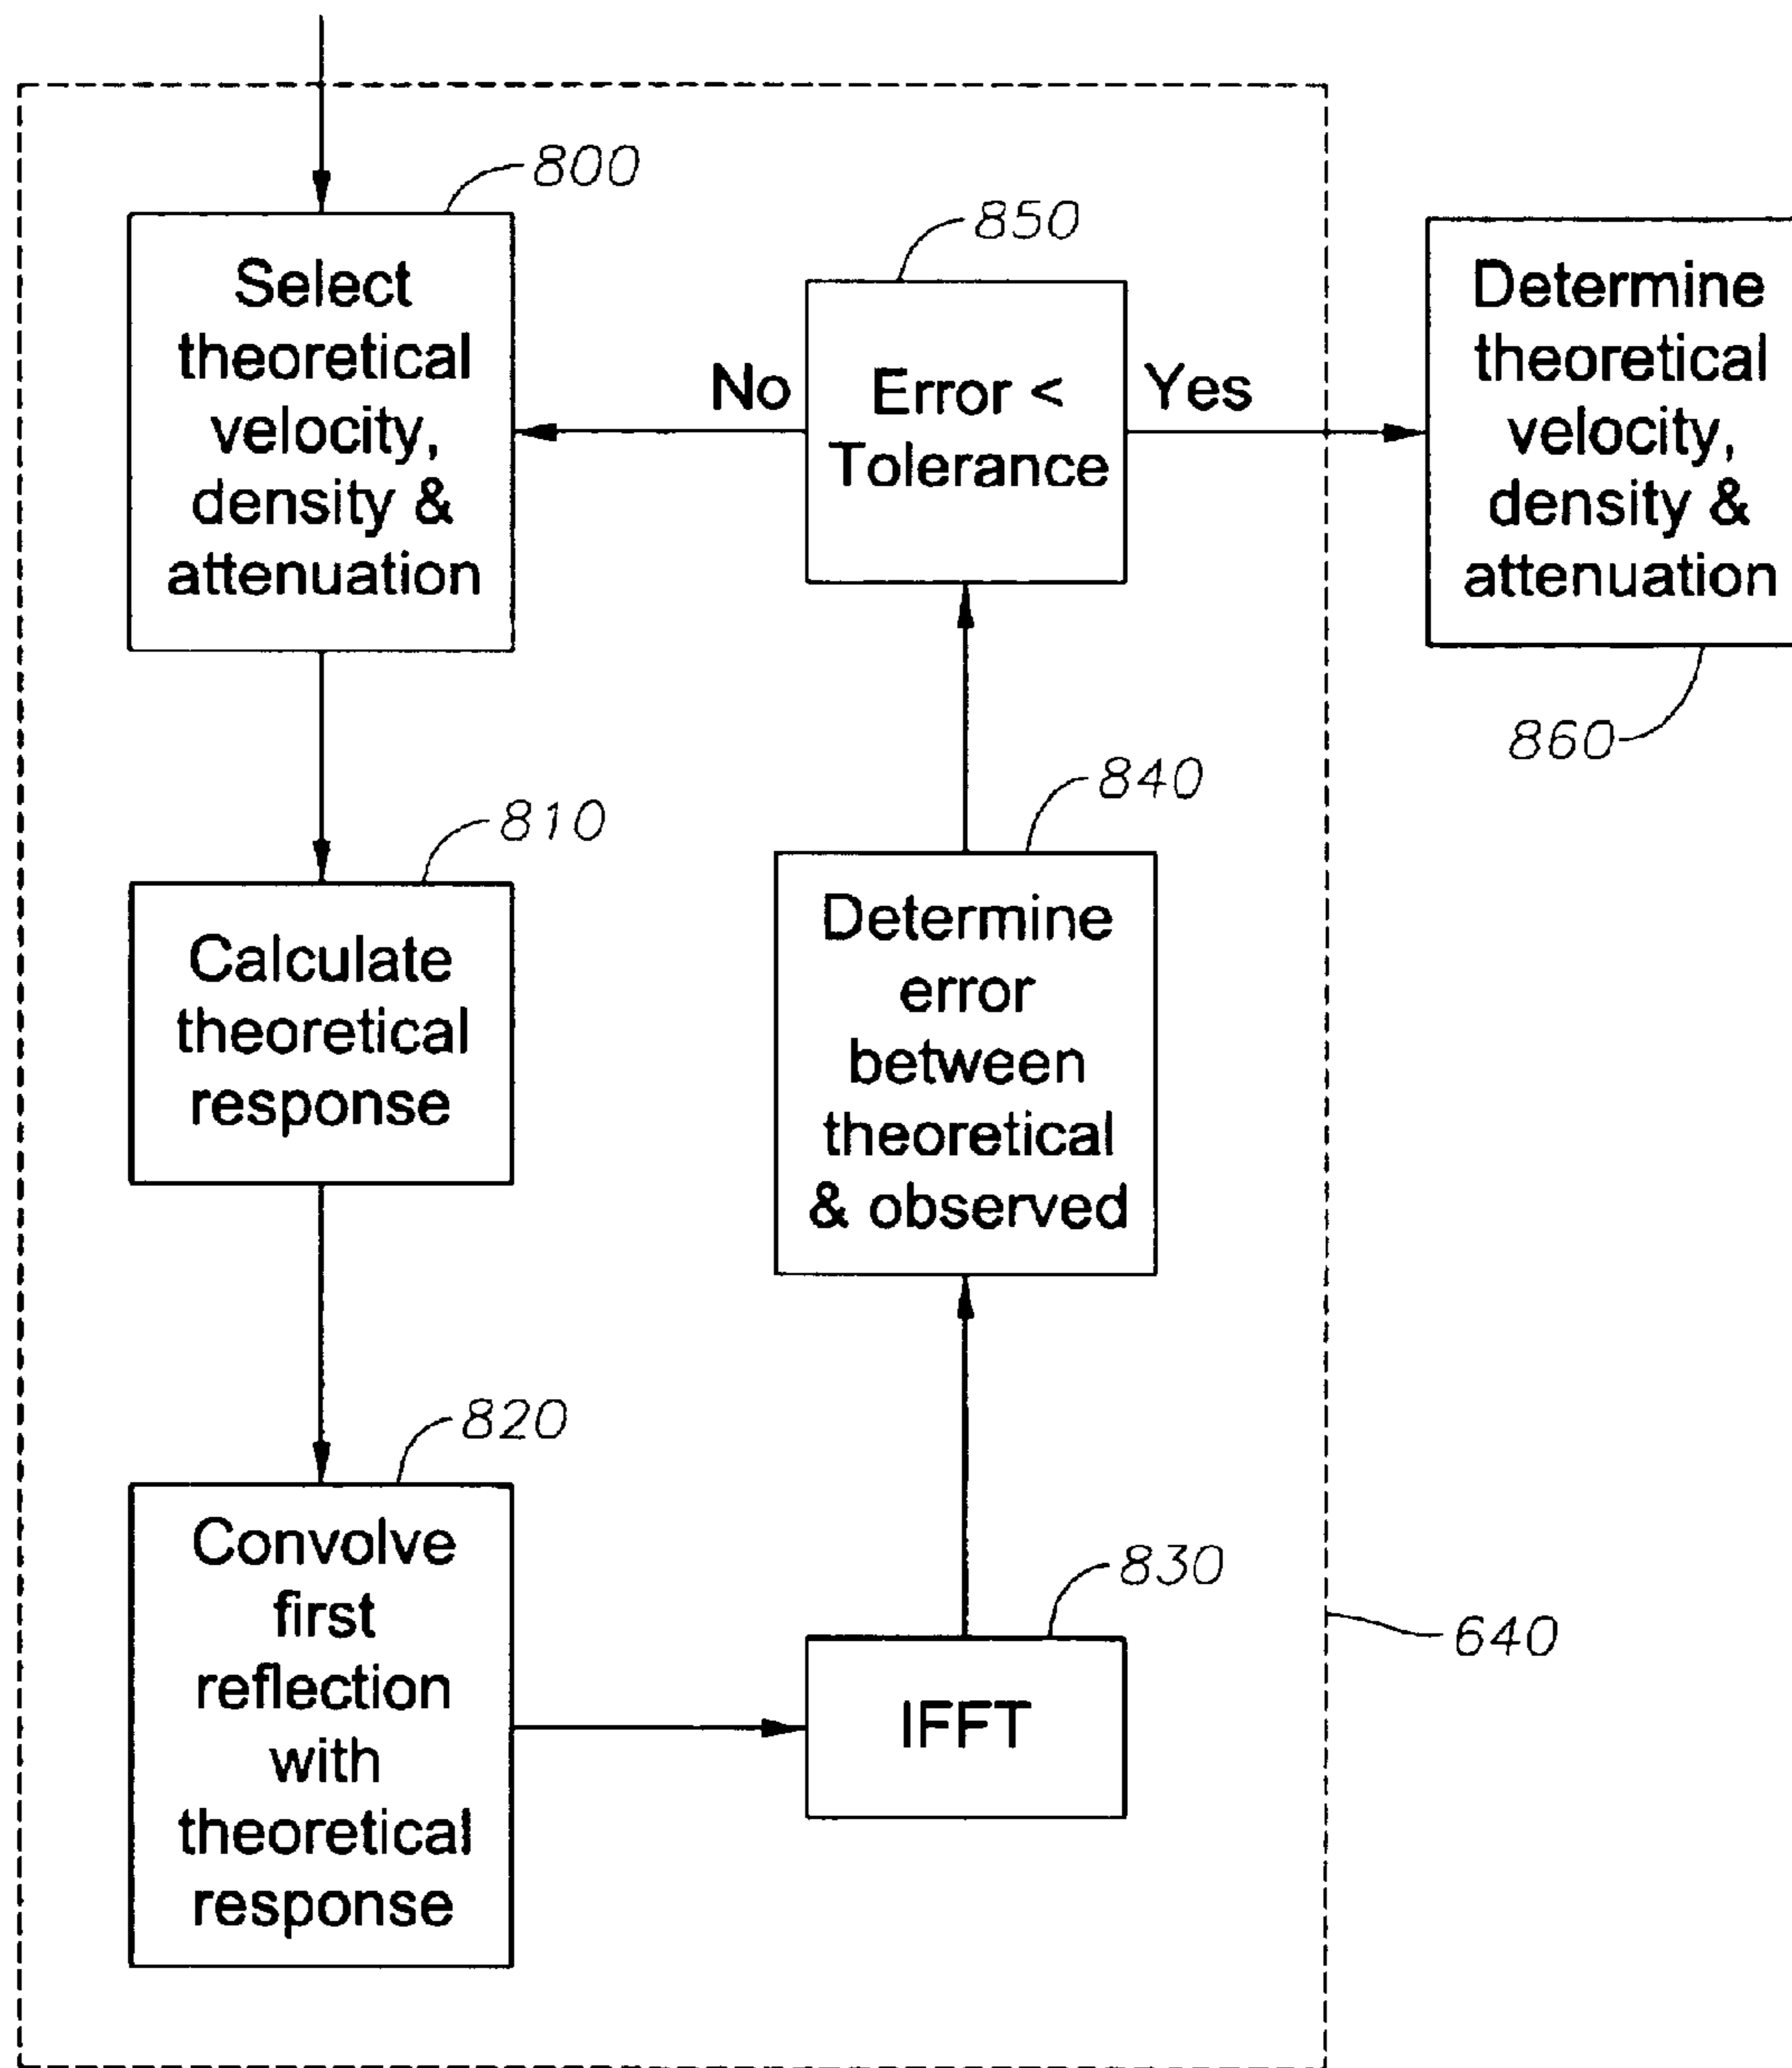 800
Select
theoretical
velocity,
density &
attenuation
810
Calculate
theoretical
response
820
Convolve
first
reflection
with
theoretical
response
830
IFFT
840
Determine
error
between
theoretical
& observed
850
Error <
Tolerance
No
Yes
Determine
theoretical
velocity,
density &
attenuation
860
640